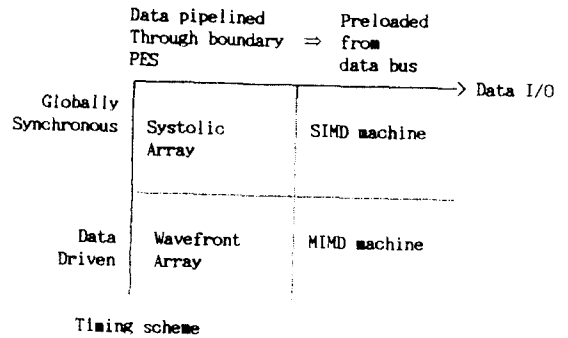 Data pipelined
Through boundary
PES
⇒
Preloaded
from
data bus
Data I/O
Globally
Synchronous
Systolic
Array
SIMD machine
Data
Driven
Wavefront
Array
MIMD machine
Timing scheme